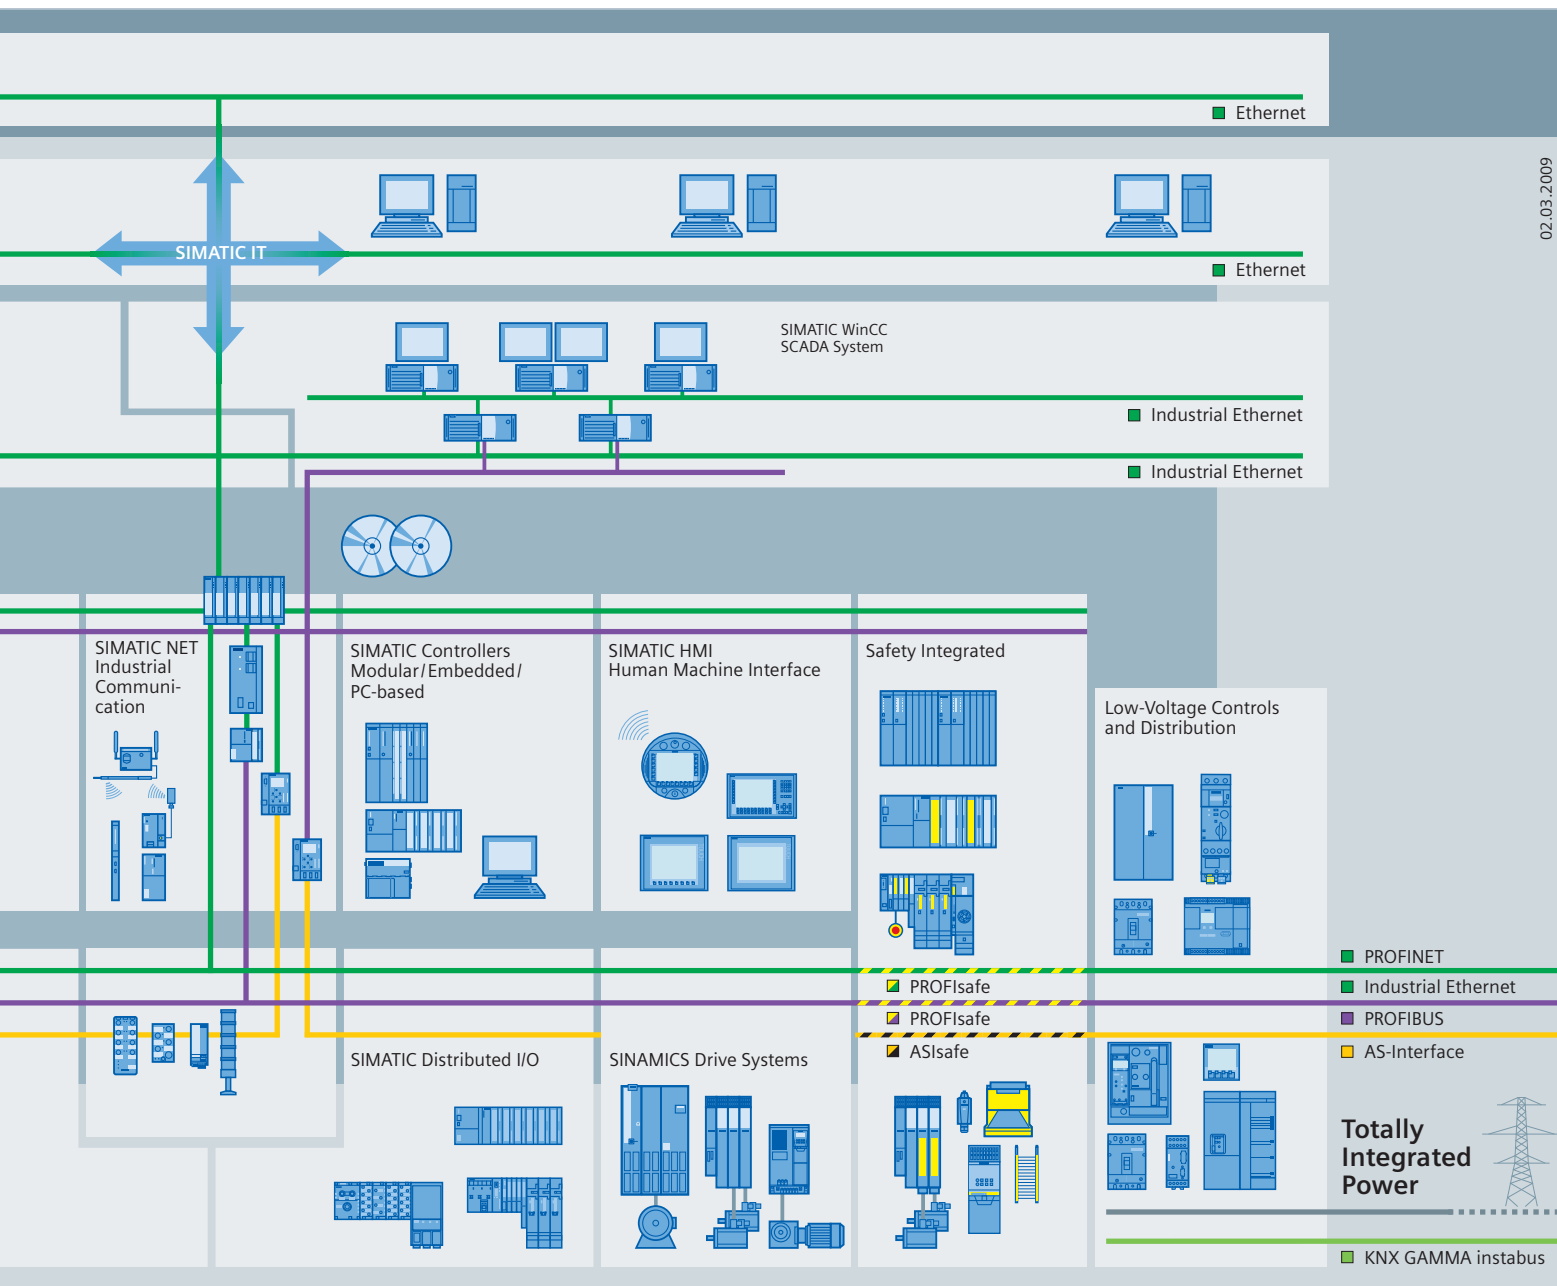 Ethernet
02.03.2009
SIMATIC IT
Ethernet
SIMATIC WinCC
SCADA System
Industrial Ethernet
Industrial Ethernet
SIMATIC NET
Industrial
Communi-
cation
SIMATIC Controllers
Modular/Embedded/
PC-based
SIMATIC HMI
Human Machine Interface
Safety Integrated
Low-Voltage Controls
and Distribution
PROFINET
PROFIsafe
Industrial Ethernet
PROFIsafe
PROFIBUS
ASIsafe
AS-Interface
SIMATIC Distributed I/O
SINAMICS Drive Systems
Totally
Integrated
Power
KNX GAMMA instabus